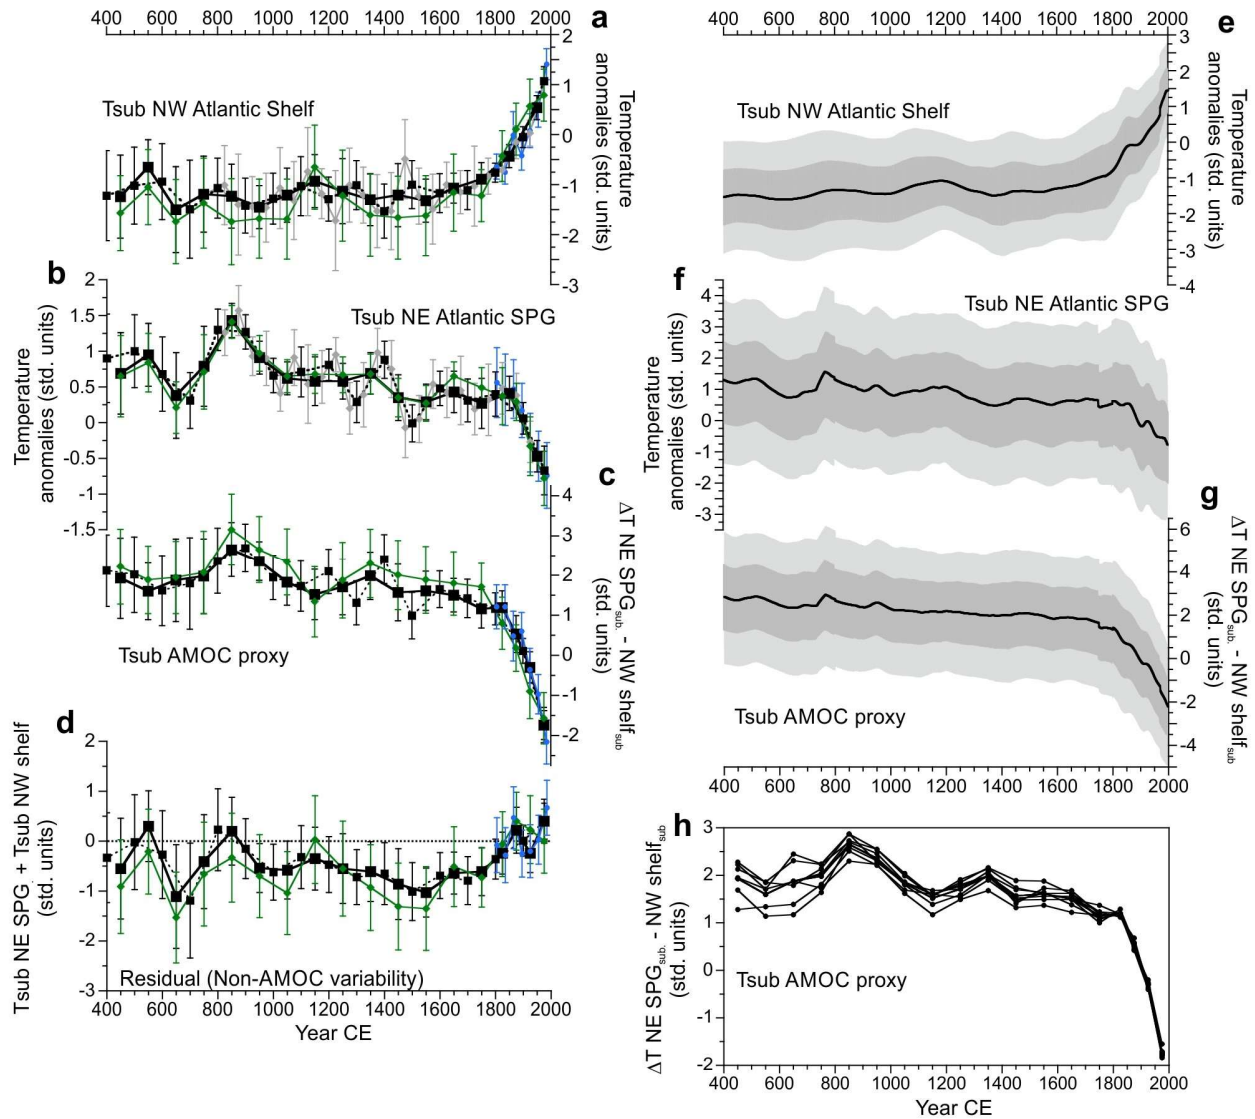 400 600 800 1000 1200 1400 1600 1800 2000
a
2
1
0
-1
-2
-3
Temperature
anomalies (std. units)
Tsub NW Atlantic Shelf
b
2
1.5
1
0.5
0
-0.5
-1
-1.5
Temperature
anomalies (std. units)
Tsub NE Atlantic SPG
c
4
3
2
1
0
-1
-2
ΔT NE SPGsub. - NW shelfsub
(std. units)
Tsub AMOC proxy
d
2
1
0
-1
-2
-3
Tsub NE SPG + Tsub NW shelf
(std. units)
Residual (Non-AMOC variability)
400 600 800 1000 1200 1400 1600 1800 2000
Year CE
400 600 800 1000 1200 1400 1600 1800 2000
e
3
2
1
0
-1
-2
-3
-4
Temperature
anomalies (std. units)
Tsub NW Atlantic Shelf
f
4
3
2
1
0
-1
-2
-3
Temperature
anomalies (std. units)
Tsub NE Atlantic SPG
g
6
4
2
0
-2
-4
ΔT NE SPGsub. - NW shelfsub
(std. units)
Tsub AMOC proxy
400 600 800 1000 1200 1400 1600 1800 2000
h
3
2
1
0
-1
-2
ΔT NE SPGsub. - NW shelfsub
(std. units)
Tsub AMOC proxy
400 600 800 1000 1200 1400 1600 1800 2000
Year CE